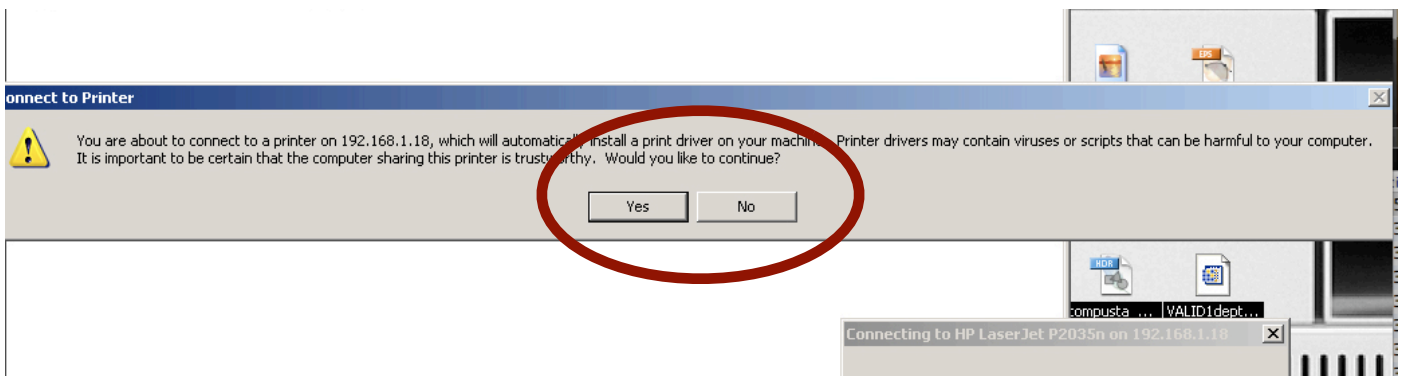 EPS
onnect to Printer
You are about to connect to a printer on 192.168.1.18, which will automatically install a print driver on your machine. Printer drivers may contain viruses or scripts that can be harmful to your computer.
It is important to be certain that the computer sharing this printer is trustworthy. Would you like to continue?
Yes
No
HDR
compusta ...
VALID1dept...
Connecting to HP LaserJet P2035n on 192.168.1.18